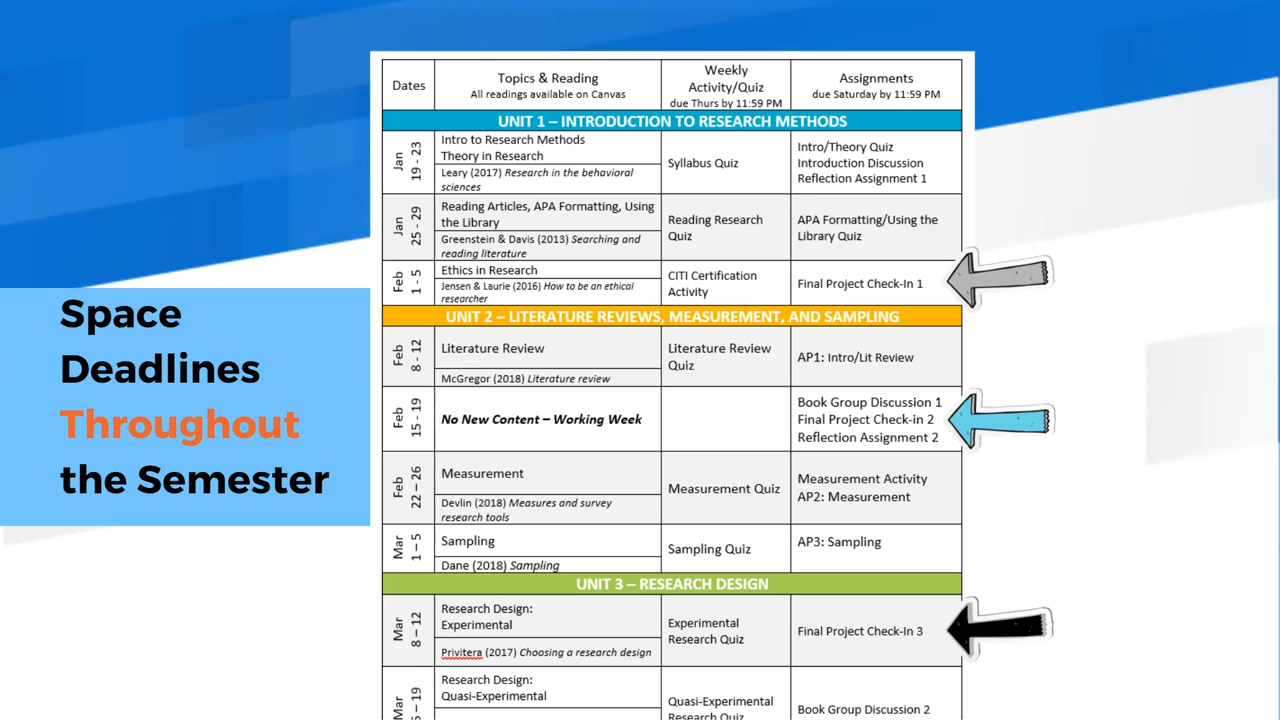 Space
Deadlines
Throughout
the Semester
Dates
Topics & Reading
All readings available on Canvas
Weekly
Activity/Quiz
due Thurs by 11:59 PM
Assignments
due Saturday by 11:59 PM
UNIT 1 – INTRODUCTION TO RESEARCH METHODS
Jan
19 - 23
Intro to Research Methods
Theory in Research
Leary (2017) Research in the behavioral
sciences
Syllabus Quiz
Intro/Theory Quiz
Introduction Discussion
Reflection Assignment 1
Jan
25 - 29
Reading Articles, APA Formatting, Using
the Library
Greenstein & Davis (2013) Searching and
reading literature
Reading Research
Quiz
APA Formatting/Using the
Library Quiz
Feb
1 - 5
Ethics in Research
Jensen & Laurie (2016) How to be an ethical
researcher
CITI Certification
Activity
Final Project Check-In 1
UNIT 2 – LITERATURE REVIEWS, MEASUREMENT, AND SAMPLING
Feb
8 - 12
Literature Review
McGregor (2018) Literature review
Literature Review
Quiz
AP1: Intro/Lit Review
Feb
15 - 19
No New Content – Working Week
Book Group Discussion 1
Final Project Check-in 2
Reflection Assignment 2
Feb
22 – 26
Measurement
Devlin (2018) Measures and survey
research tools
Measurement Quiz
Measurement Activity
AP2: Measurement
Mar
1 – 5
Sampling
Dane (2018) Sampling
Sampling Quiz
AP3: Sampling
UNIT 3 – RESEARCH DESIGN
Mar
8 – 12
Research Design:
Experimental
Privitera (2017) Choosing a research design
Experimental
Research Quiz
Final Project Check-In 3
Mar
– 19
Research Design:
Quasi-Experimental
Quasi-Experimental
Research Quiz
Book Group Discussion 2